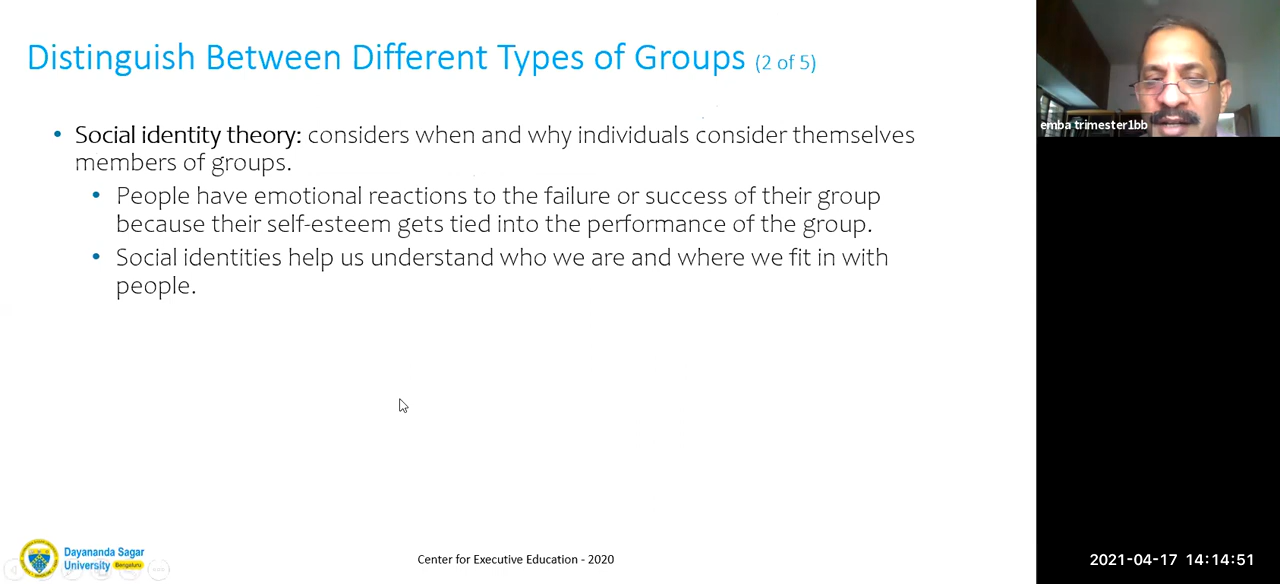 Distinguish Between Different Types of Groups (2 of 5)
• Social identity theory: considers when and why individuals consider themselves
members of groups.
• People have emotional reactions to the failure or success of their group
because their self-esteem gets tied into the performance of the group.
• Social identities help us understand who we are and where we fit in with
people.
emba trimester1bb
Dayananda Sagar
University Bengaluru
Center for Executive Education - 2020
2021-04-17 14:14:51